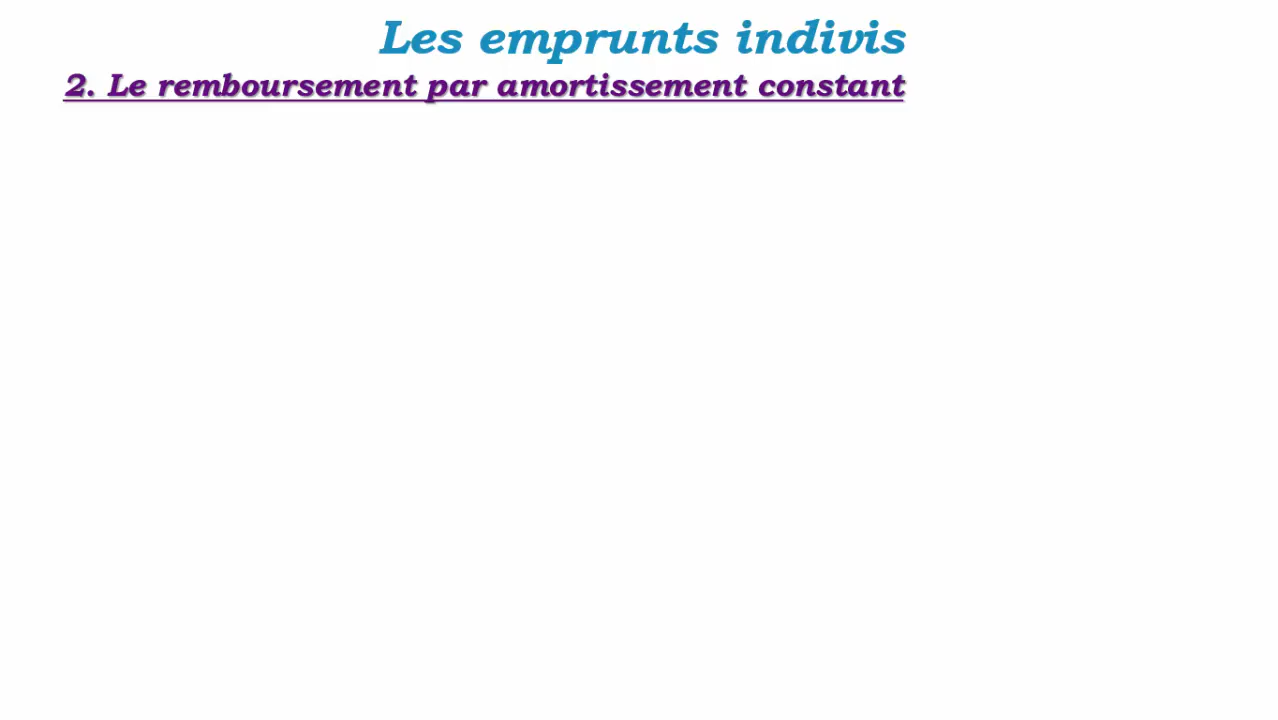 Les emprunts indivis
2. Le remboursement par amortissement constant